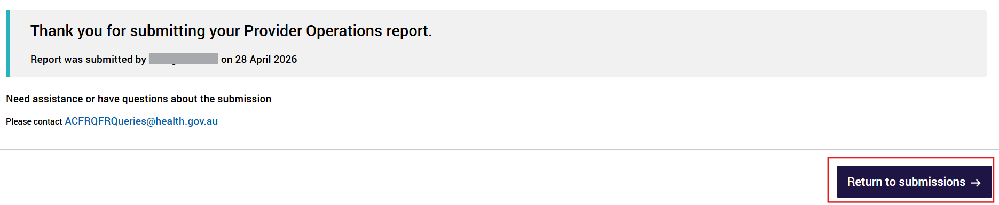 Thank you for submitting your Provider Operations report.
Report was submitted by on 28 April 2026
Need assistance or have questions about the submission
Please contact ACFRQFRQueries@health.gov.au
Return to submissions →